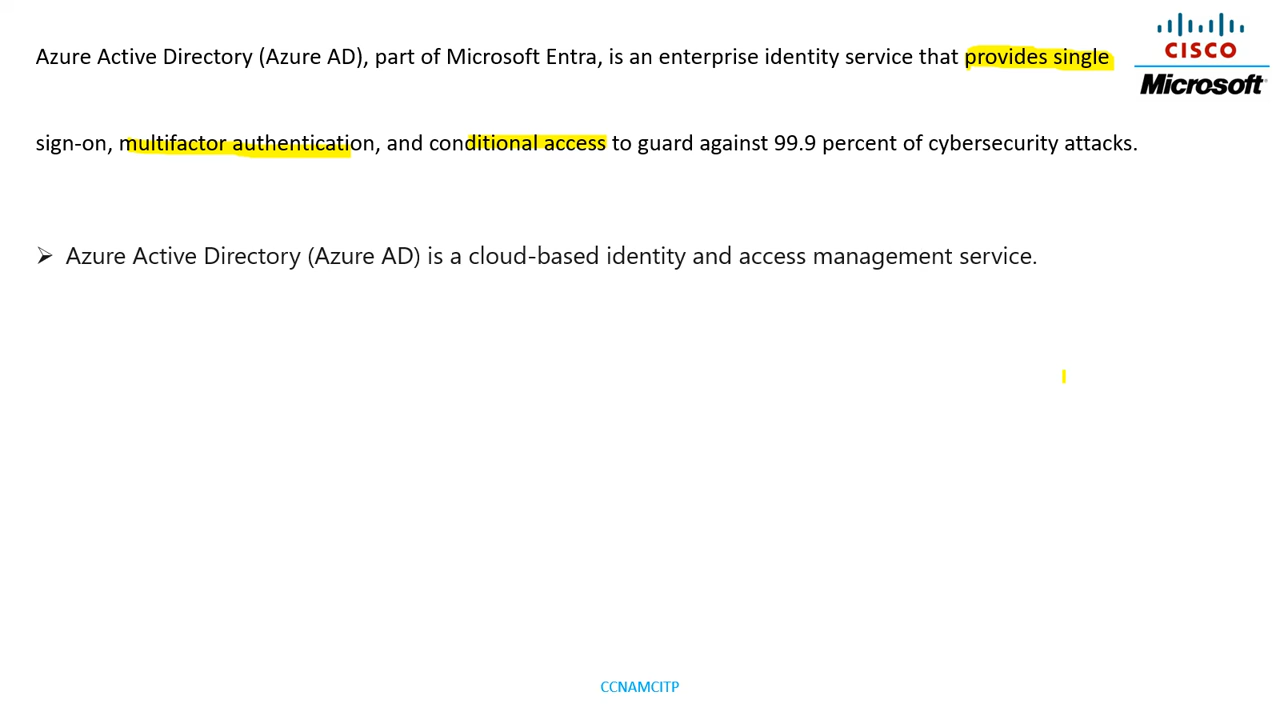 CISCO
Azure Active Directory (Azure AD), part of Microsoft Entra, is an enterprise identity service that provides single
Microsoft
sign-on, multifactor authentication, and conditional access to guard against 99.9 percent of cybersecurity attacks.
➢ Azure Active Directory (Azure AD) is a cloud-based identity and access management service.
CCNAMCITP